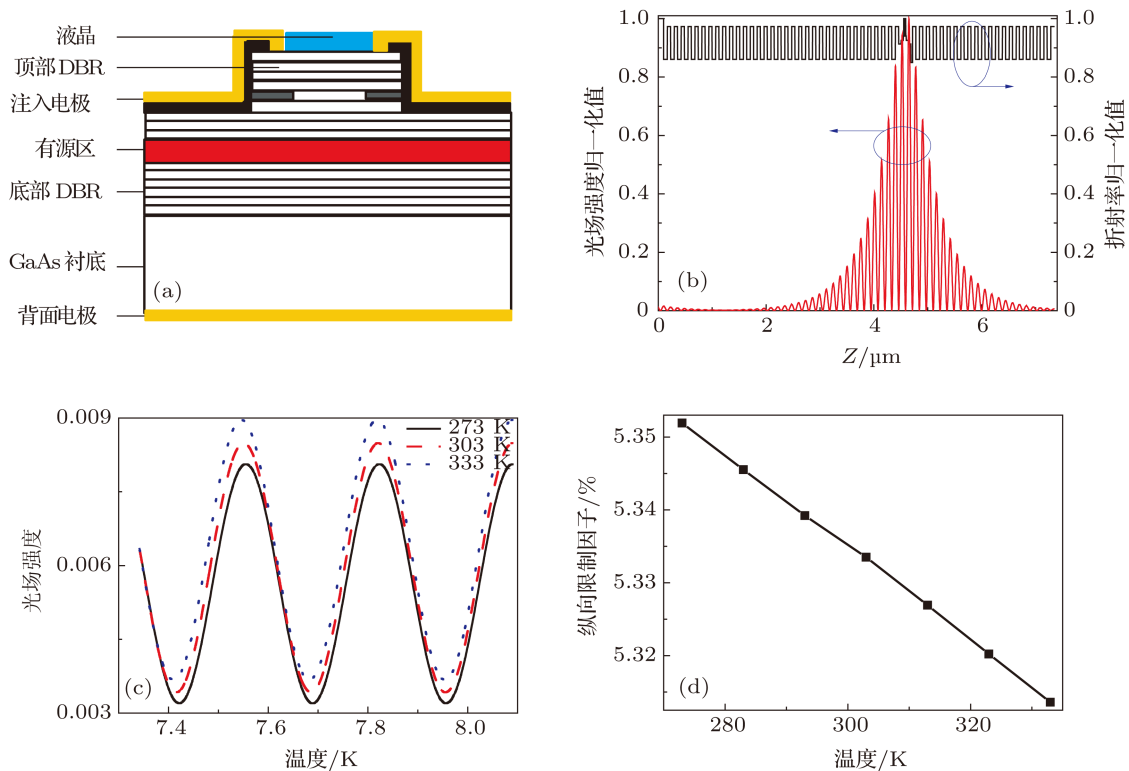 液晶
顶部 DBR
注入电极
有源区
底部 DBR
GaAs 衬底
背面电极
(a)
1.0
0.8
0.6
0.4
0.2
0
光场强度归一化值
1.0
0.8
0.6
0.4
0.2
0
折射率归一化值
(b)
0 2 4 6
Z/μm
0.009
0.006
0.003
光场强度
273 K
303 K
333 K
(c)
7.4 7.6 7.8 8.0
温度/K
5.35
5.34
5.33
5.32
纵向限制因子/%
(d)
280 300 320
温度/K